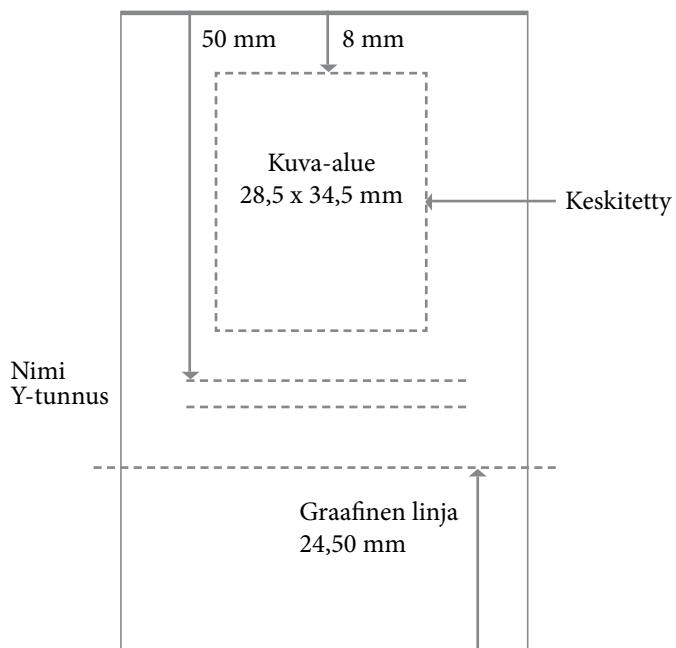 50 mm
8 mm
Kuva-alue
28,5 x 34,5 mm
Keskitetty
Nimi
Y-tunnus
Graafinen linja
24,50 mm